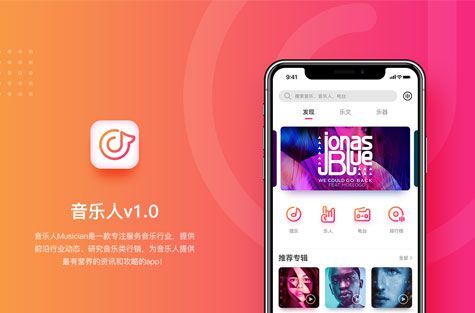 音乐人v1.0
音乐人Musician是一款专注服务音乐行业，提供
前沿行业动态、研究音乐类行销，为音乐人提供
最有营养的资讯和攻略的app！
9:41
搜索音乐、音乐人、电台
发现
乐文
乐器
jonas
BLUE
WE COULD GO BACK
FEAT MOELOGO
乐人
电台
排行榜
推荐专辑
全部 >